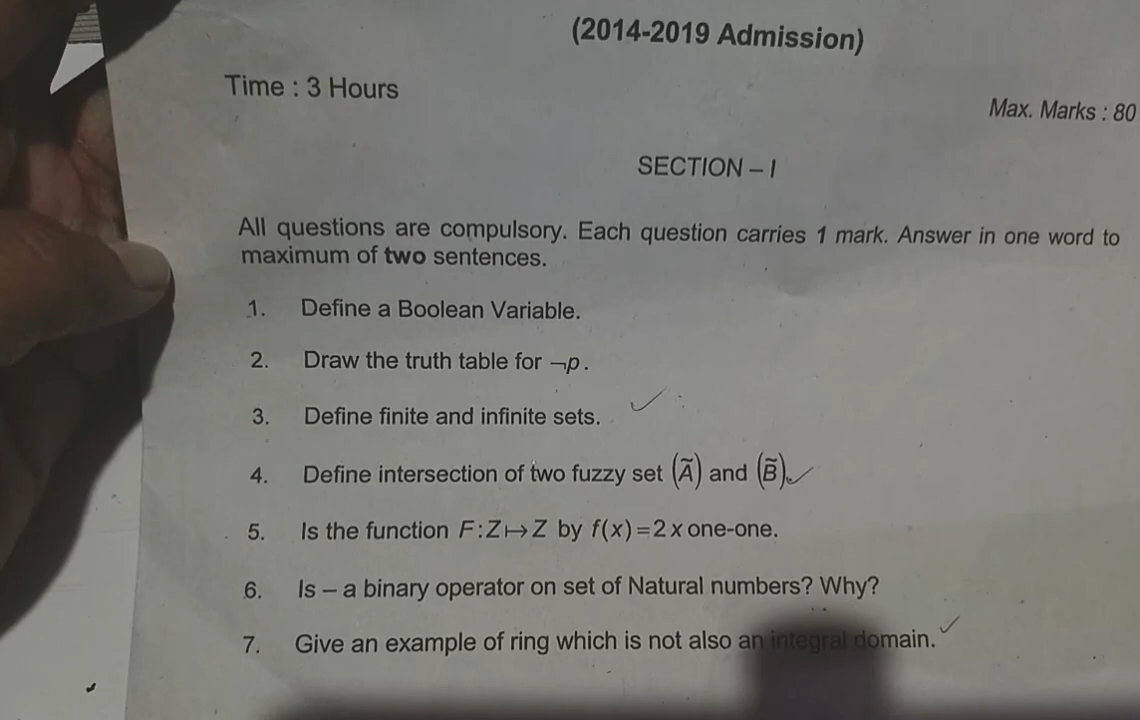 (2014-2019 Admission)
Time : 3 Hours
Max. Marks : 80
SECTION – I
All questions are compulsory. Each question carries 1 mark. Answer in one word to
maximum of two sentences.
1. Define a Boolean Variable.
2. Draw the truth table for ¬p.
3. Define finite and infinite sets.
4. Define intersection of two fuzzy set (Ã) and (B̃).
5. Is the function F:Z↦Z by f(x)=2x one-one.
6. Is – a binary operator on set of Natural numbers? Why?
7. Give an example of ring which is not also an integral domain.